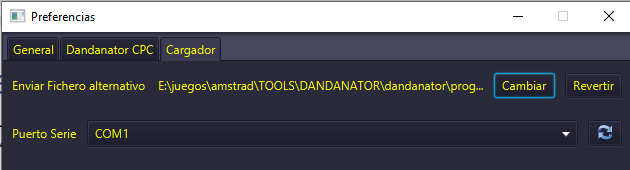 Preferencias
General Dandanator CPC Cargador
Enviar Fichero alternativo E:\juegos\amstrad\TOOLS\DANDANATOR\dandanator\prog... Cambiar Revertir
Puerto Serie COM1